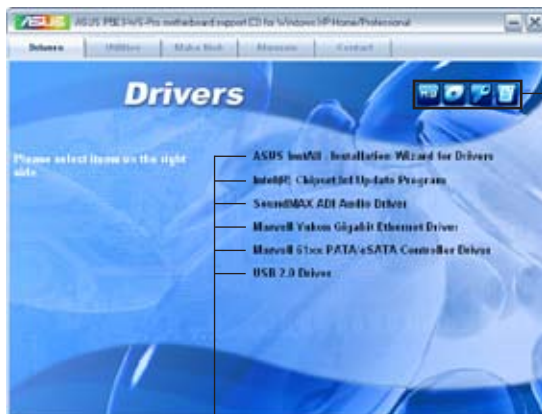 ASUS
ASUS P5E3-WS-Pro motherboard support CD for Windows XP Home/Professional
Drivers Utilities Make Disk Manuals Contact
Drivers
Please select items on the right side
ASUS InstAll - Installation Wizard for Drivers
Intel(R) Chipset Inf Update Program
SoundMAX ADI Audio Driver
Marvell Yukon Gigabit Ethernet Driver
Marvell 61xx PATA/eSATA Controller Driver
USB 2.0 Driver